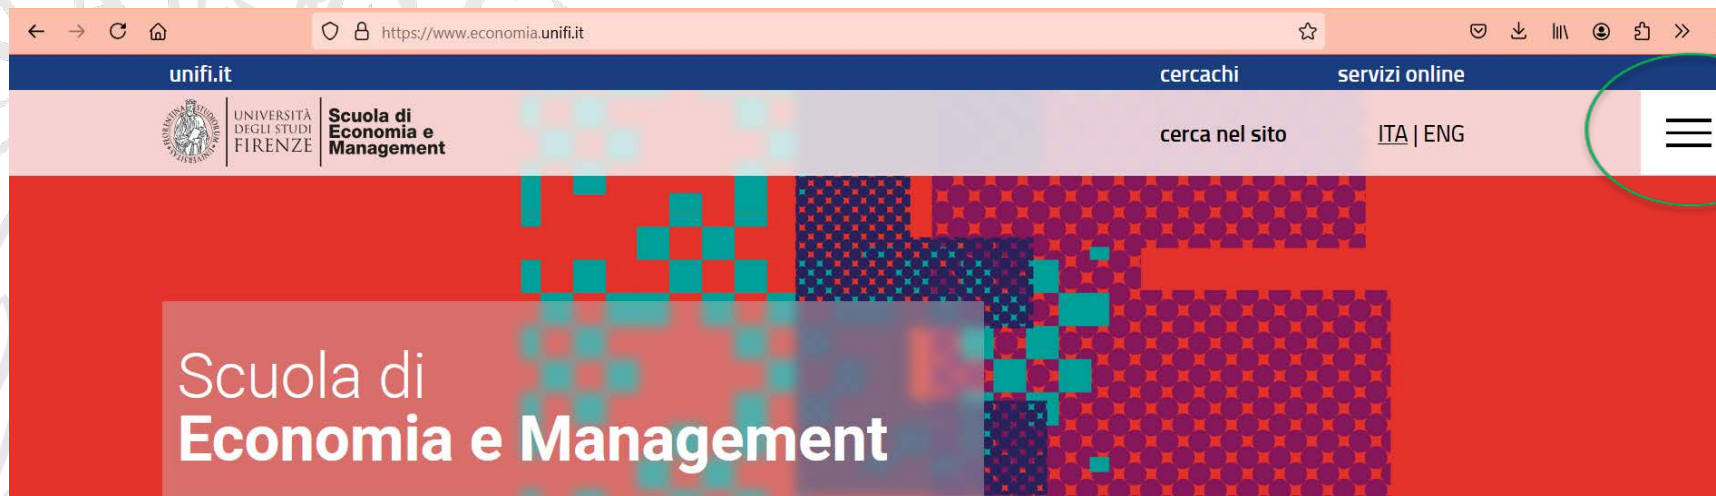 https://www.economia.unifi.it
unifi.it cercachi servizi online
UNIVERSITÀ
DEGLI STUDI
FIRENZE
Scuola di
Economia e
Management
cerca nel sito ITA | ENG
Scuola di
Economia e Management